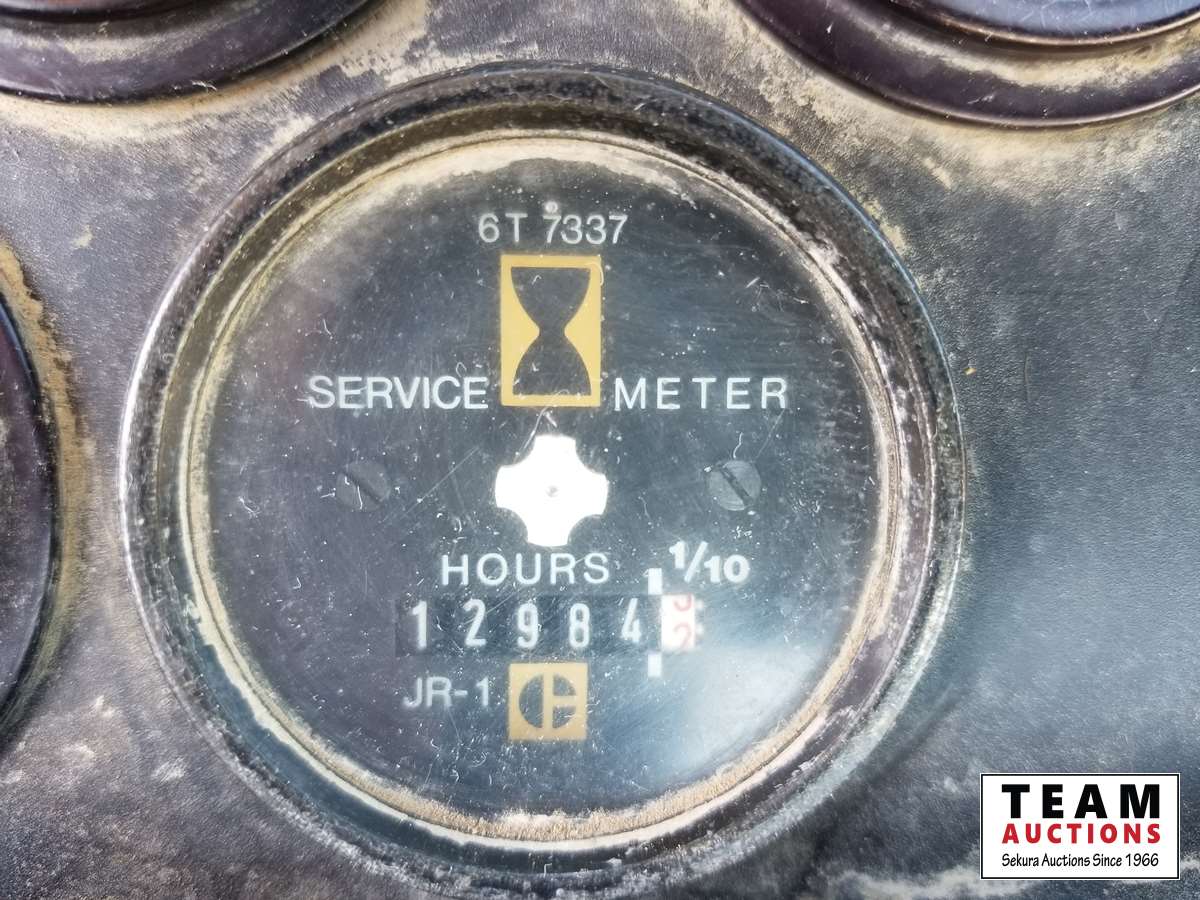 6T 7337
SERVICE METER
HOURS 1/10
12984
JR-1
TEAM
AUCTIONS
Sekura Auctions Since 1966